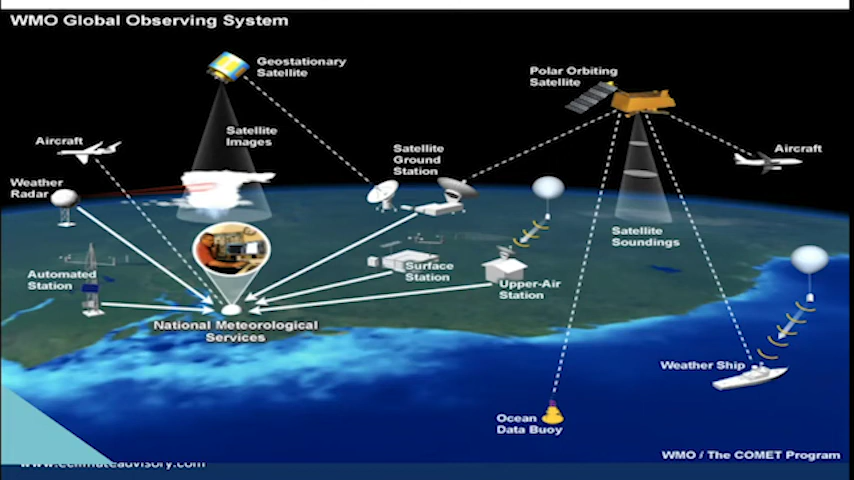 WMO Global Observing System
Geostationary
Satellite
Polar Orbiting
Satellite
Satellite
Images
Aircraft
Satellite
Ground
Station
Aircraft
Weather
Radar
Satellite
Soundings
Automated
Station
Surface
Station
Upper-Air
Station
National Meteorological
Services
Weather Ship
Ocean
Data Buoy
WMO / The COMET Program